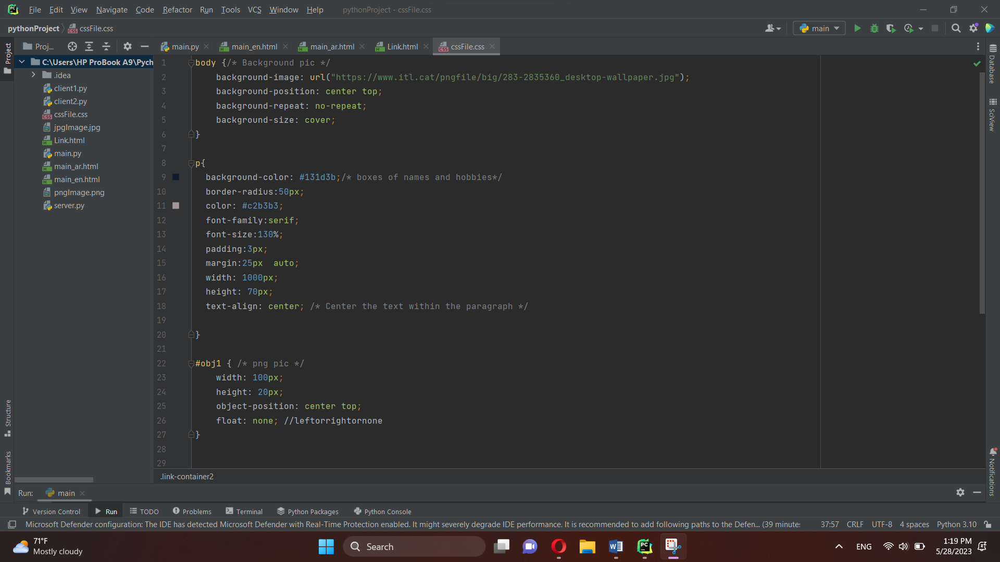 File Edit View Navigate Code Refactor Run Tools VCS Window Help pythonProject - cssFile.css
pythonProject cssFile.css main
Project Proj... main.py main_en.html main_ar.html Link.html cssFile.css
C:\Users\HP ProBook A9\Pych
.idea
client1.py
client2.py
cssFile.css
jpgImage.jpg
Link.html
main.py
main_ar.html
main_en.html
pngImage.png
server.py
1 body {/* Background pic */
2 background-image: url("https://www.itl.cat/pngfile/big/283-2835360_desktop-wallpaper.jpg");
3 background-position: center top;
4 background-repeat: no-repeat;
5 background-size: cover;
6 }
7
8 p{
9 background-color: #131d3b;/* boxes of names and hobbies*/
10 border-radius:50px;
11 color: #c2b3b3;
12 font-family:serif;
13 font-size:130%;
14 padding:3px;
15 margin:25px  auto;
16 width: 1000px;
17 height: 70px;
18 text-align: center; /* Center the text within the paragraph */
19
20 }
21
22 #obj1 { /* png pic */
23 width: 100px;
24 height: 20px;
25 object-position: center top;
26 float: none; //leftorrightornone
27 }
28
29
.link-container2
Database
SciView
Notifications
Structure
Bookmarks
Run: main
Version Control Run TODO Problems Terminal Python Packages Python Console
Microsoft Defender configuration: The IDE has detected Microsoft Defender with Real-Time Protection enabled. It might severely degrade IDE performance. It is recommended to add following paths to the Defen... (39 minutes 37:57 CRLF UTF-8 4 spaces Python 3.10
71°F
Mostly cloudy
Search
ENG
1:19 PM
5/28/2023